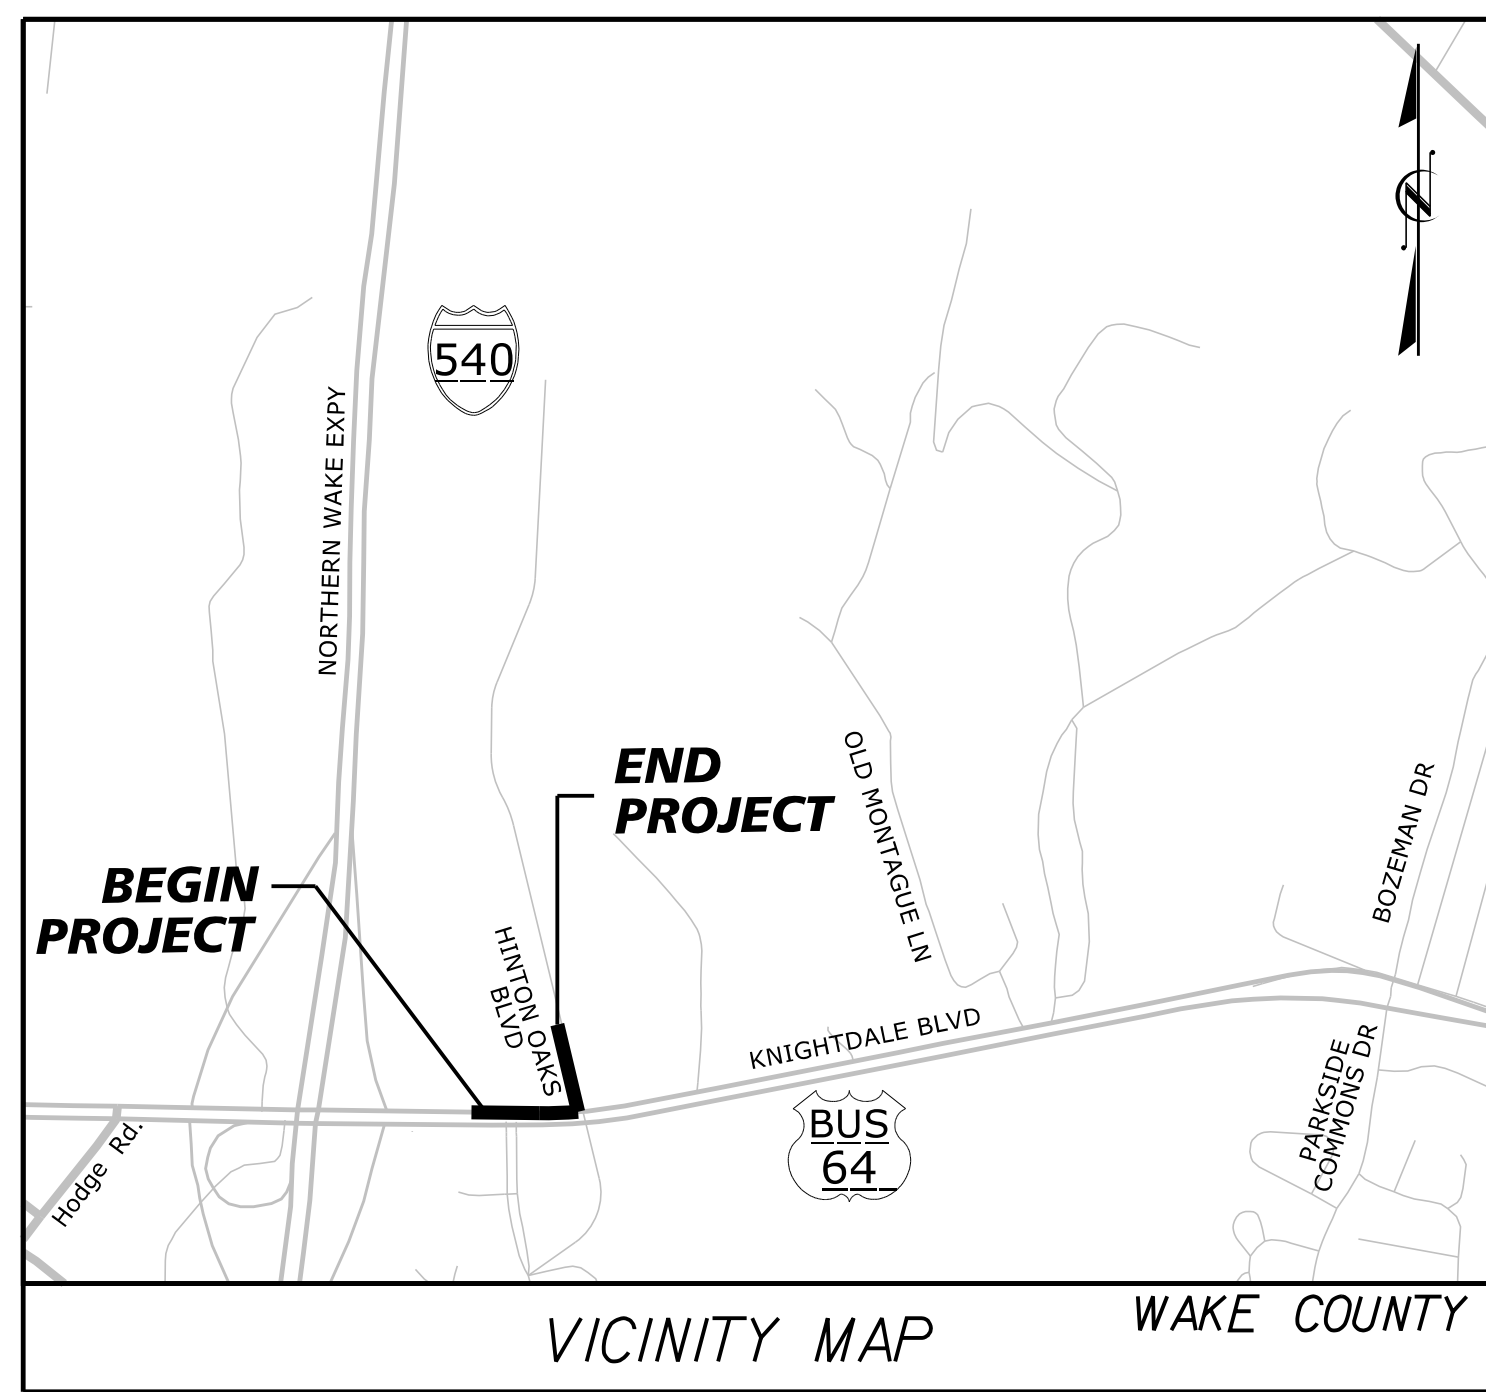 N
540
NORTHERN WAKE EXPY
END
PROJECT
OLD MONTAGUE LN
BOZEMAN DR
BEGIN
PROJECT
HINTON OAKS
BLVD
KNIGHTDALE BLVD
PARKSIDE
COMMONS DR
BUS
64
Hodge Rd.
VICINITY MAP
WAKE COUNTY